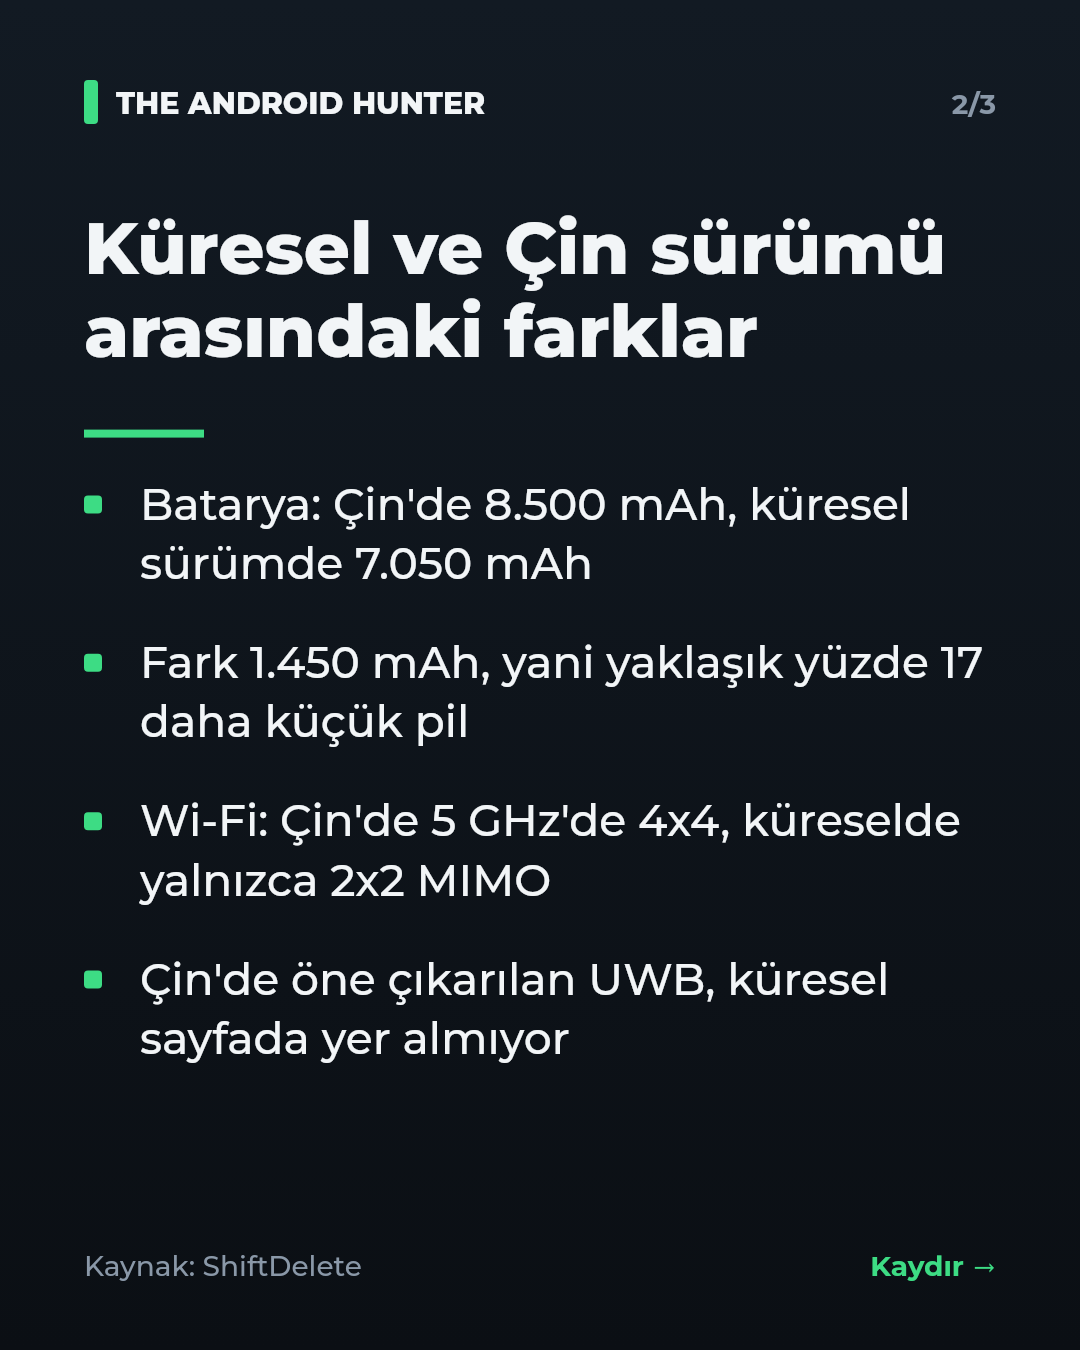 THE ANDROID HUNTER
2/3
Küresel ve Çin sürümü
arasındaki farklar
Batarya: Çin'de 8.500 mAh, küresel
sürümde 7.050 mAh
Fark 1.450 mAh, yani yaklaşık yüzde 17
daha küçük pil
Wi-Fi: Çin'de 5 GHz'de 4x4, küreselde
yalnızca 2x2 MIMO
Çin'de öne çıkarılan UWB, küresel
sayfada yer almıyor
Kaynak: ShiftDelete
Kaydır →